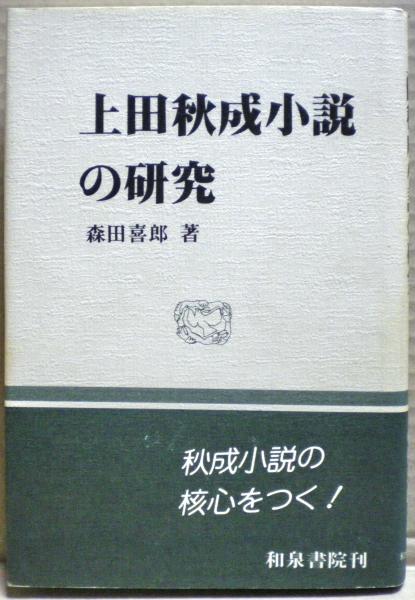 上田秋成小説
の研究
森田喜郎 著
秋成小説の
核心をつく!
和泉書院刊